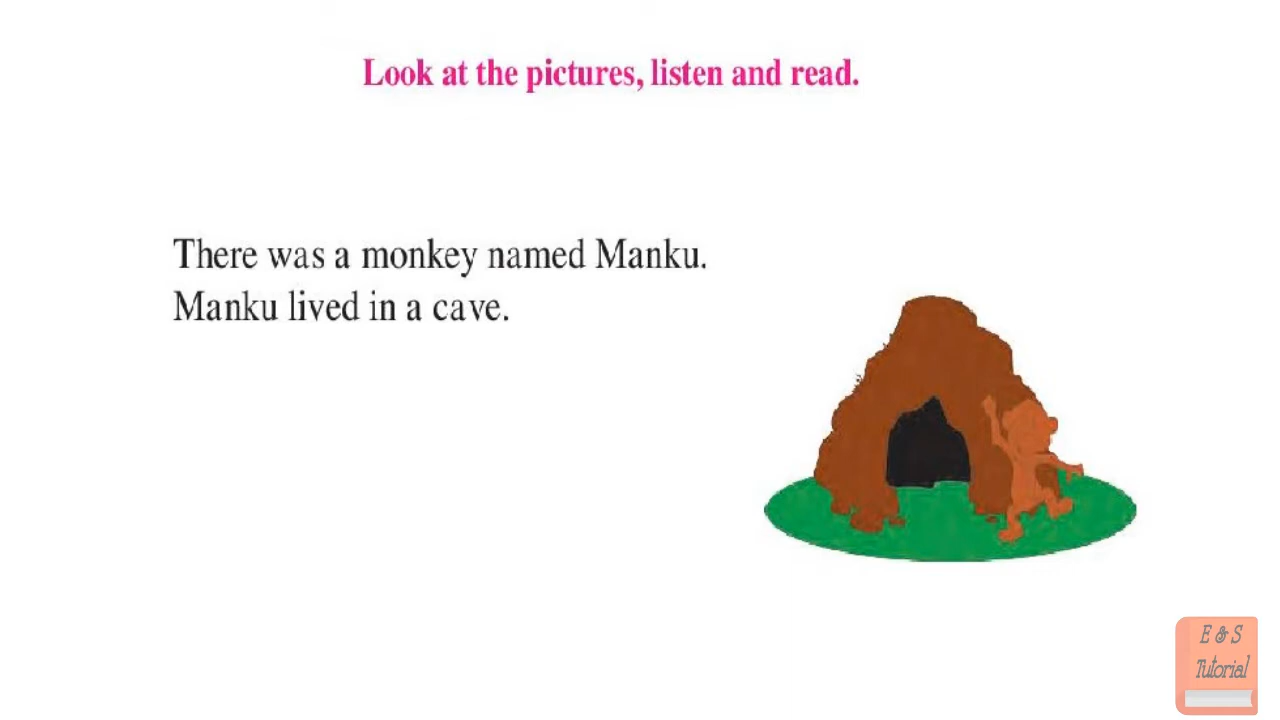 Look at the pictures, listen and read.
There was a monkey named Manku.
Manku lived in a cave.
E & S
Tutorial